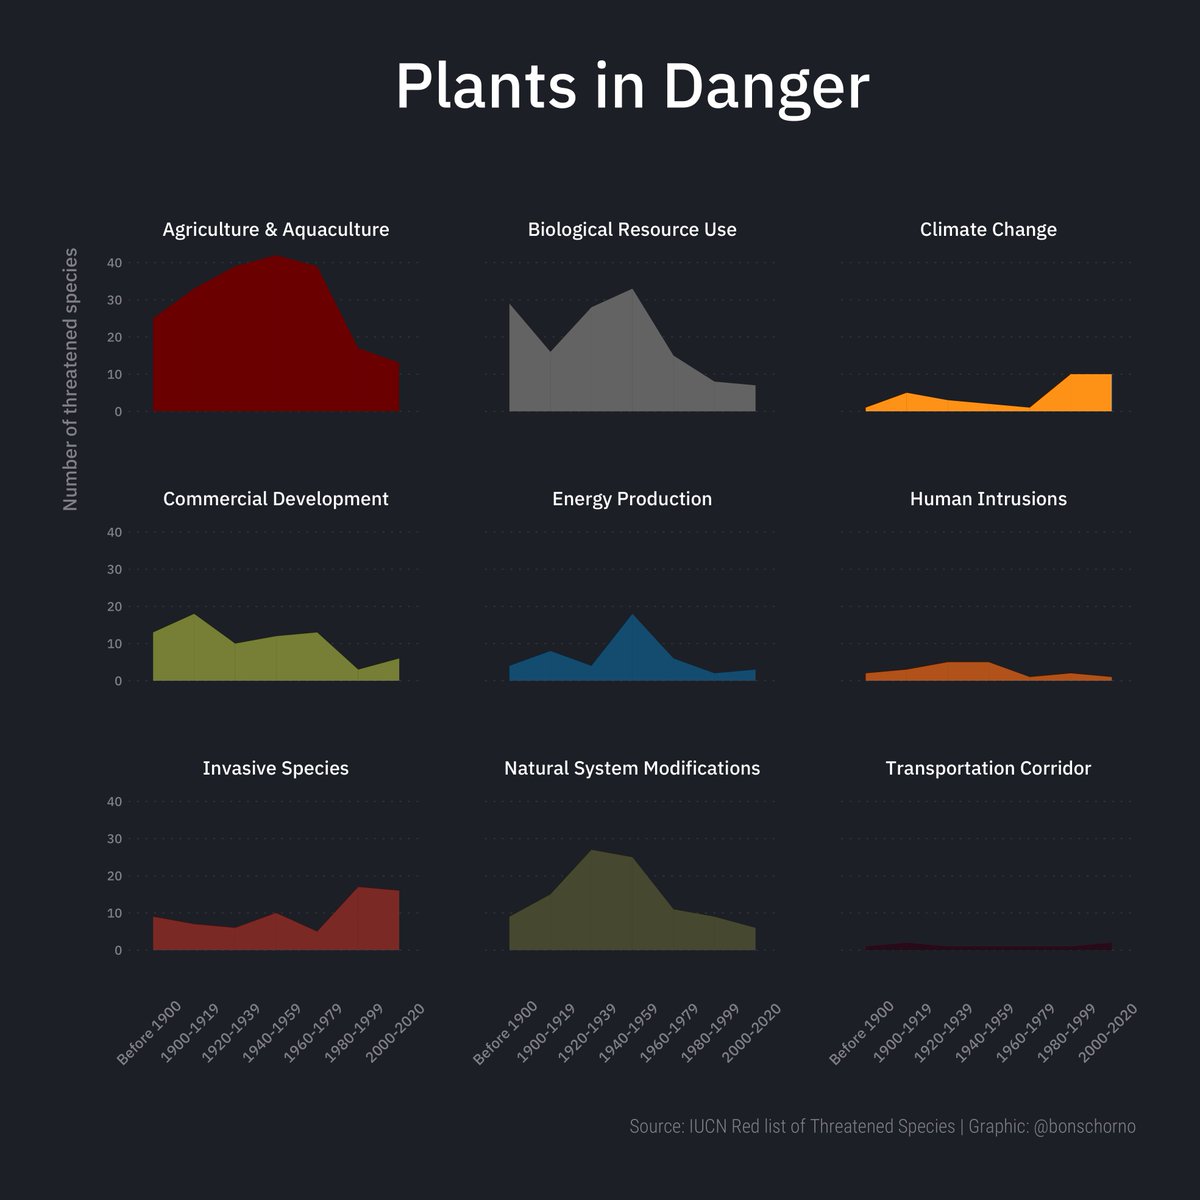 Plants in Danger
Number of threatened species
Agriculture & Aquaculture
Biological Resource Use
Climate Change
40
30
20
10
0
Commercial Development
Energy Production
Human Intrusions
40
30
20
10
0
Invasive Species
Natural System Modifications
Transportation Corridor
40
30
20
10
0
Before 1900
1900-1919
1920-1939
1940-1959
1960-1979
1980-1999
2000-2020
Before 1900
1900-1919
1920-1939
1940-1959
1960-1979
1980-1999
2000-2020
Before 1900
1900-1919
1920-1939
1940-1959
1960-1979
1980-1999
2000-2020
Source: IUCN Red list of Threatened Species | Graphic: @bonschorno